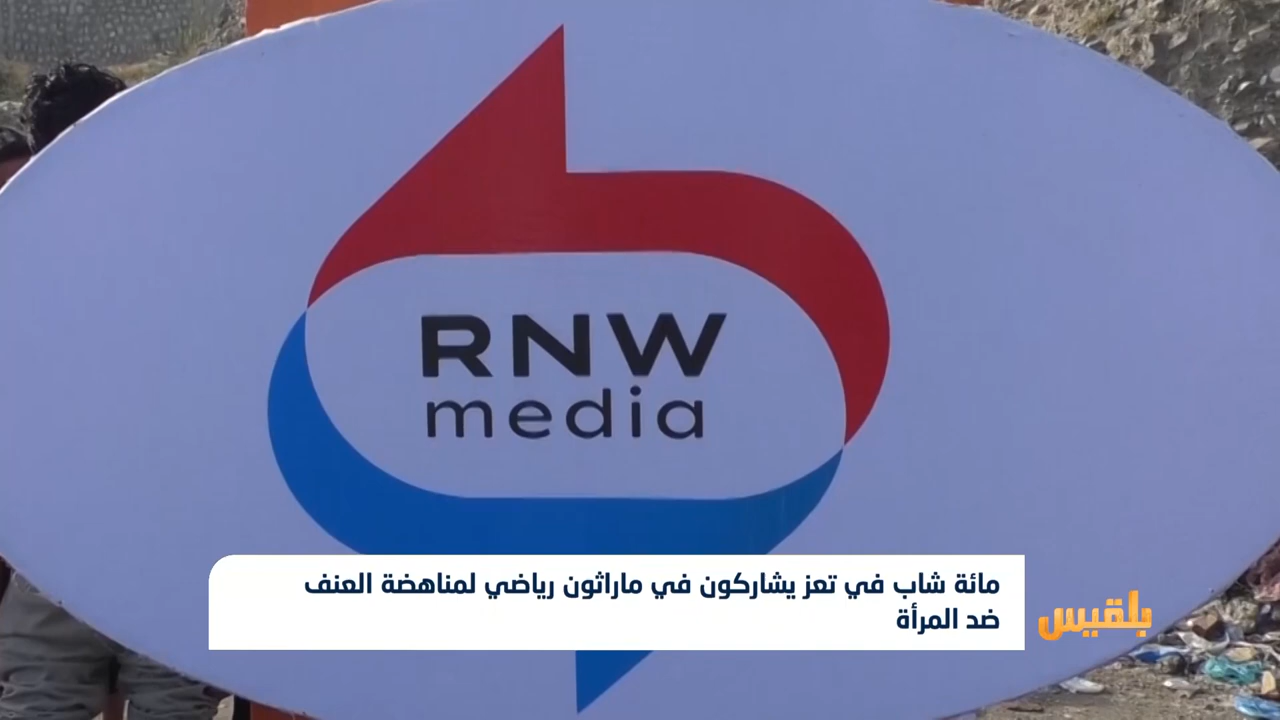 RNW
media
مائة شاب في تعز يشاركون في ماراثون رياضي لمناهضة العنف
ضد المرأة
بلقيس